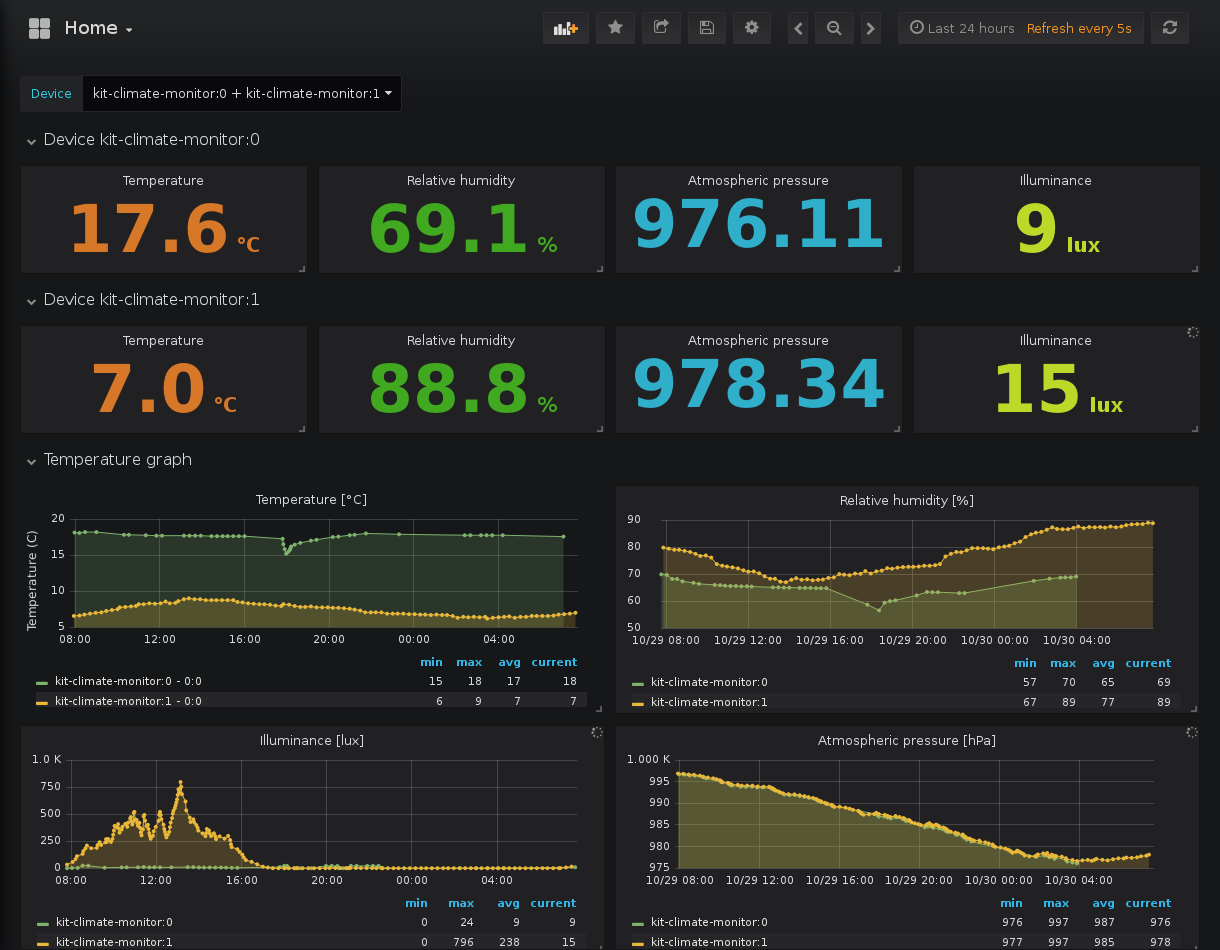 Home
Last 24 hours Refresh every 5s
Device kit-climate-monitor:0 + kit-climate-monitor:1
Device kit-climate-monitor:0
Temperature Relative humidity Atmospheric pressure Illuminance
17.6 °C 69.1 % 976.11 9 lux
Device kit-climate-monitor:1
Temperature Relative humidity Atmospheric pressure Illuminance
7.0 °C 88.8 % 978.34 15 lux
Temperature graph
Temperature [°C]
Temperature (C)
20
15
10
5
08:00 12:00 16:00 20:00 00:00 04:00
min max avg current
kit-climate-monitor:0 - 0:0 15 18 17 18
kit-climate-monitor:1 - 0:0 6 9 7 7
Relative humidity [%]
90
80
70
60
50
10/29 08:00 10/29 12:00 10/29 16:00 10/29 20:00 10/30 00:00 10/30 04:00
min max avg current
kit-climate-monitor:0 57 70 65 69
kit-climate-monitor:1 67 89 77 89
Illuminance [lux]
1.0 K
750
500
250
0
08:00 12:00 16:00 20:00 00:00 04:00
min max avg current
kit-climate-monitor:0 0 24 9 9
kit-climate-monitor:1 0 796 238 15
Atmospheric pressure [hPa]
1.000 K
995
990
985
980
975
10/29 08:00 10/29 12:00 10/29 16:00 10/29 20:00 10/30 00:00 10/30 04:00
min max avg current
kit-climate-monitor:0 976 997 987 976
kit-climate-monitor:1 977 997 985 978